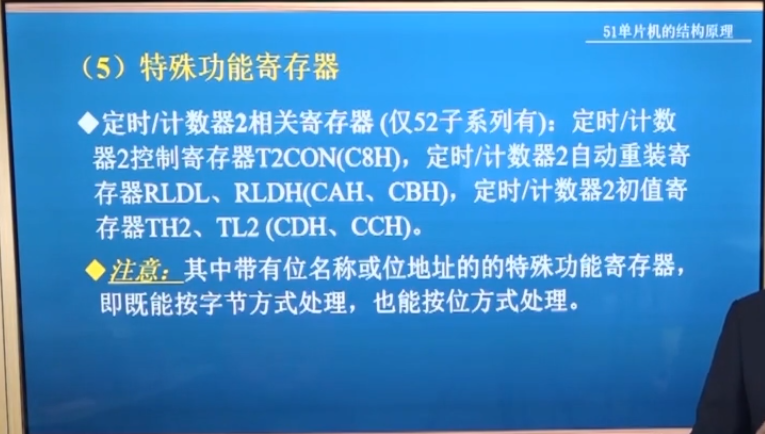 51单片机的结构原理
（5）特殊功能寄存器
◆定时/计数器2相关寄存器 (仅52子系列有)：定时/计数
器2控制寄存器T2CON(C8H)，定时/计数器2自动重装寄
存器RLDL、RLDH(CAH、CBH)，定时/计数器2初值寄
存器TH2、TL2 (CDH、CCH)。
◆注意：其中带有位名称或位地址的的特殊功能寄存器，
即既能按字节方式处理，也能按位方式处理。